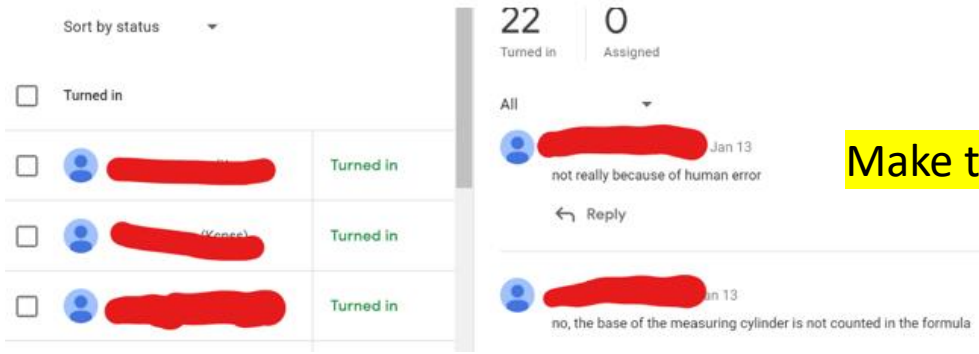 Sort by status
Turned in
Turned in
Turned in
Turned in
22
Turned in
0
Assigned
All
Jan 13
not really because of human error
Reply
an 13
no, the base of the measuring cylinder is not counted in the formula
Make t